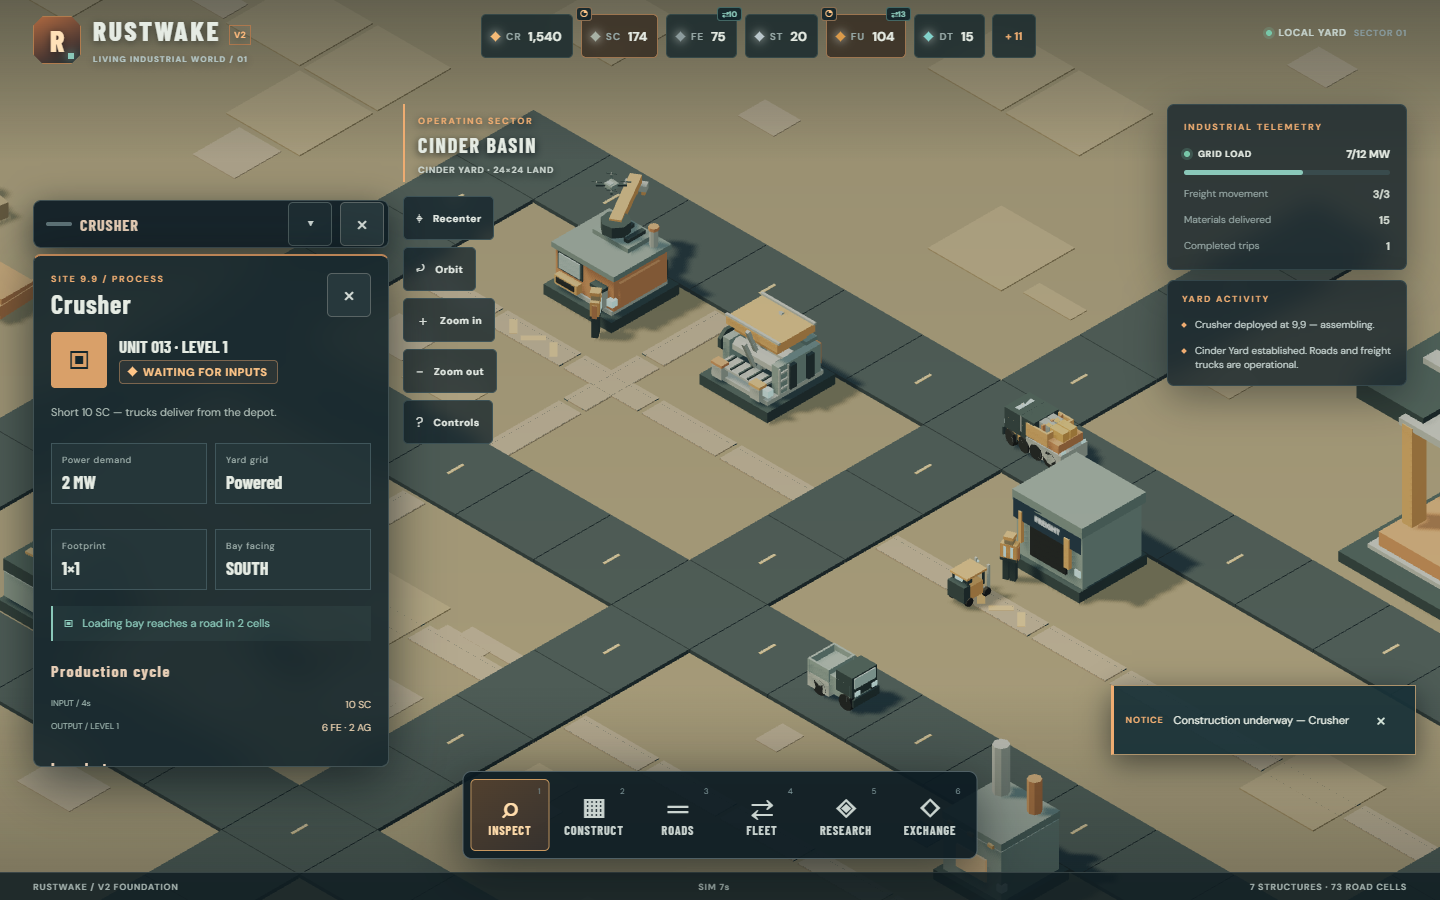 R
RUSTWAKE V2
LIVING INDUSTRIAL WORLD / 01
CR 1,540
SC 174
⇄10
FE 75
ST 20
⇄13
FU 104
DT 15
+ 11
LOCAL YARD SECTOR 01
OPERATING SECTOR
CINDER BASIN
CINDER YARD · 24×24 LAND
Recenter
Orbit
+ Zoom in
− Zoom out
? Controls
CRUSHER
SITE 9.9 / PROCESS
Crusher
UNIT 013 · LEVEL 1
WAITING FOR INPUTS
Short 10 SC — trucks deliver from the depot.
Power demand
2 MW
Yard grid
Powered
Footprint
1×1
Bay facing
SOUTH
Loading bay reaches a road in 2 cells
Production cycle
INPUT / 4s 10 SC
OUTPUT / LEVEL 1 6 FE · 2 AG
INDUSTRIAL TELEMETRY
GRID LOAD 7/12 MW
Freight movement 3/3
Materials delivered 15
Completed trips 1
YARD ACTIVITY
Crusher deployed at 9,9 — assembling.
Cinder Yard established. Roads and freight
trucks are operational.
FREIGHT
NOTICE Construction underway — Crusher ×
1
INSPECT
2
CONSTRUCT
3
ROADS
4
FLEET
5
RESEARCH
6
EXCHANGE
RUSTWAKE / V2 FOUNDATION
SIM 7s
7 STRUCTURES · 73 ROAD CELLS